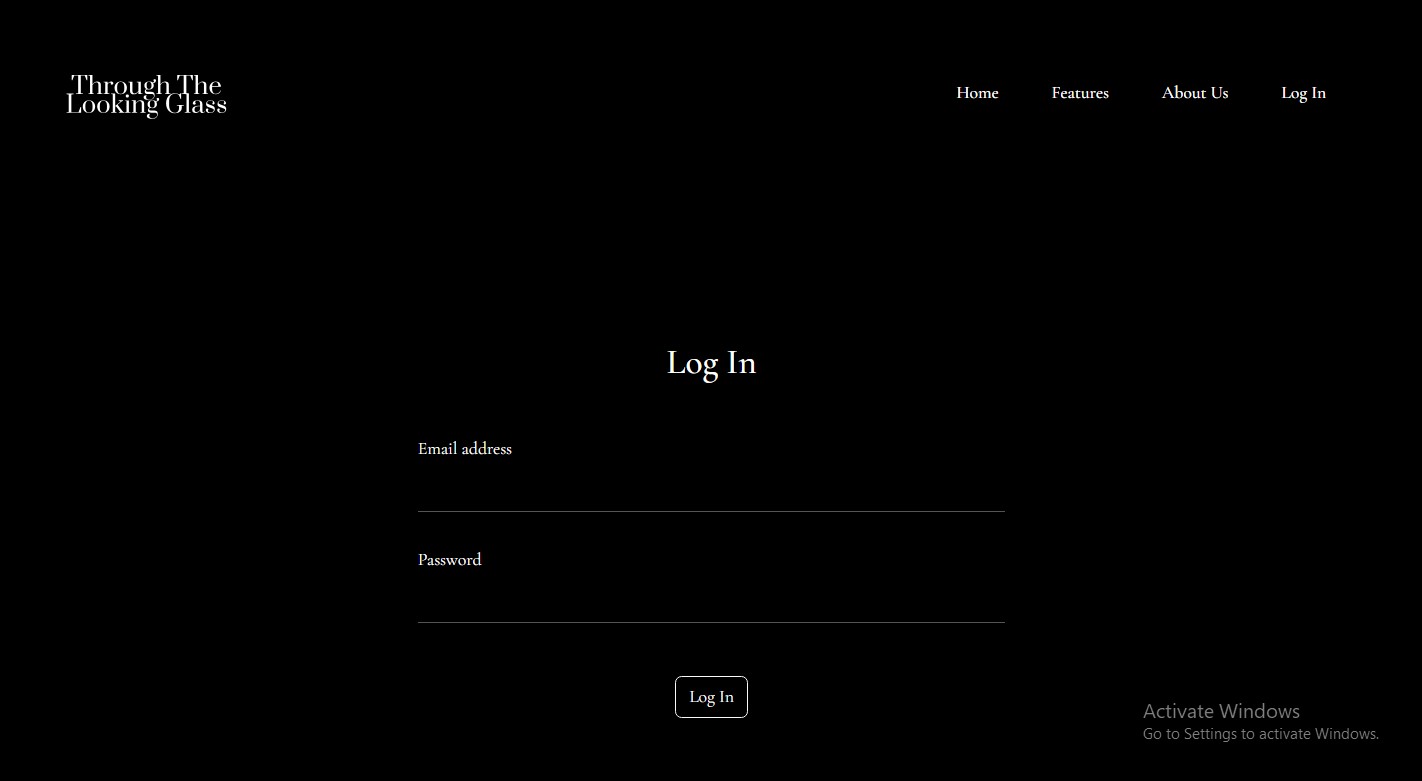 Through The
Looking Glass
Home Features About Us Log In
Log In
Email address
Password
Log In
Activate Windows
Go to Settings to activate Windows.